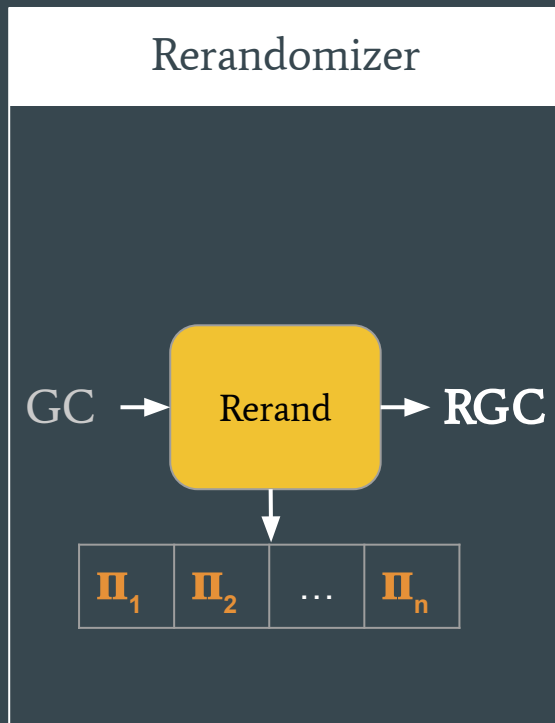 Rerandomizer
GC Rerand RGC
Π₁ Π₂ ... Πₙ